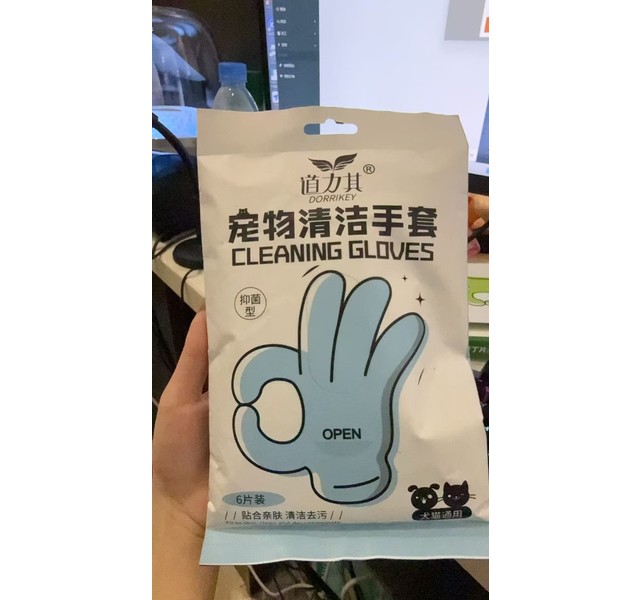 道力其®
DORRIKEY
宠物清洁手套
CLEANING GLOVES
抑菌
型
OPEN
6片装
// 贴合亲肤 清洁去污 //
犬猫通用